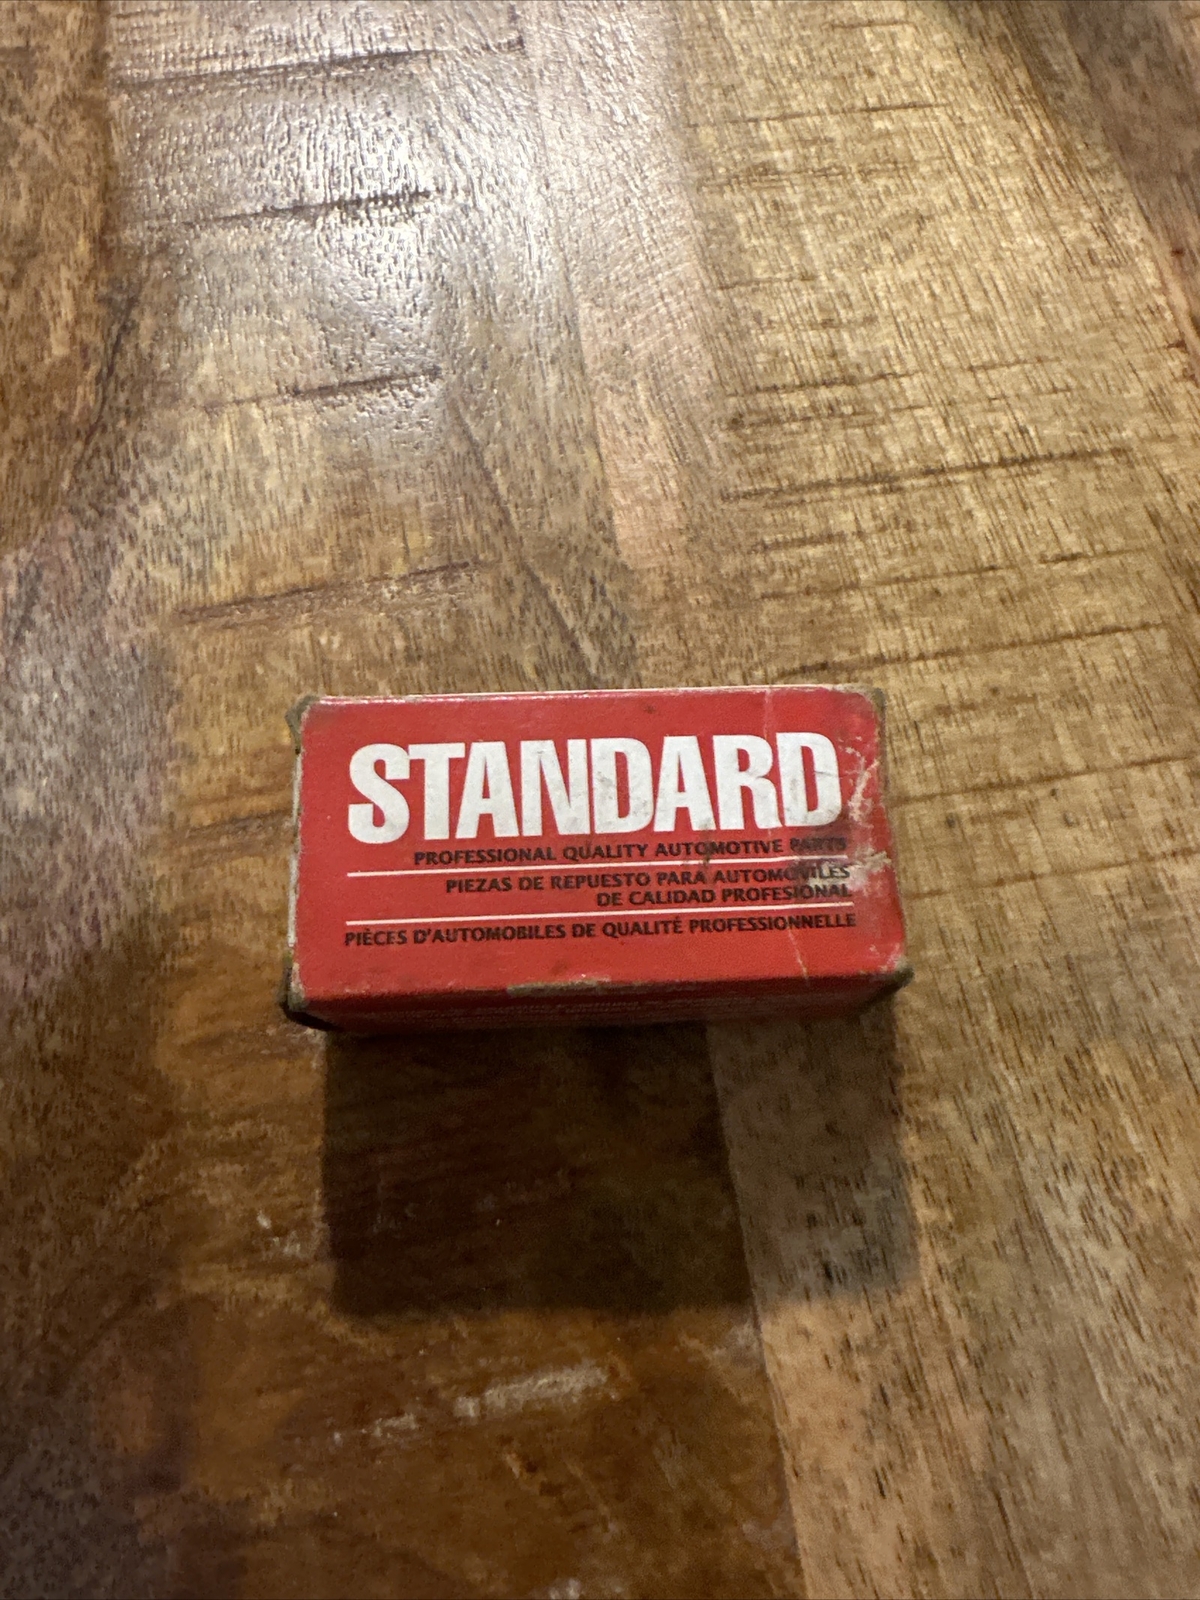 STANDARD
PROFESSIONAL QUALITY AUTOMOTIVE PARTS
PIEZAS DE REPUESTO PARA AUTOMOVILES
DE CALIDAD PROFESIONAL
PIÈCES D'AUTOMOBILES DE QUALITÉ PROFESSIONNELLE